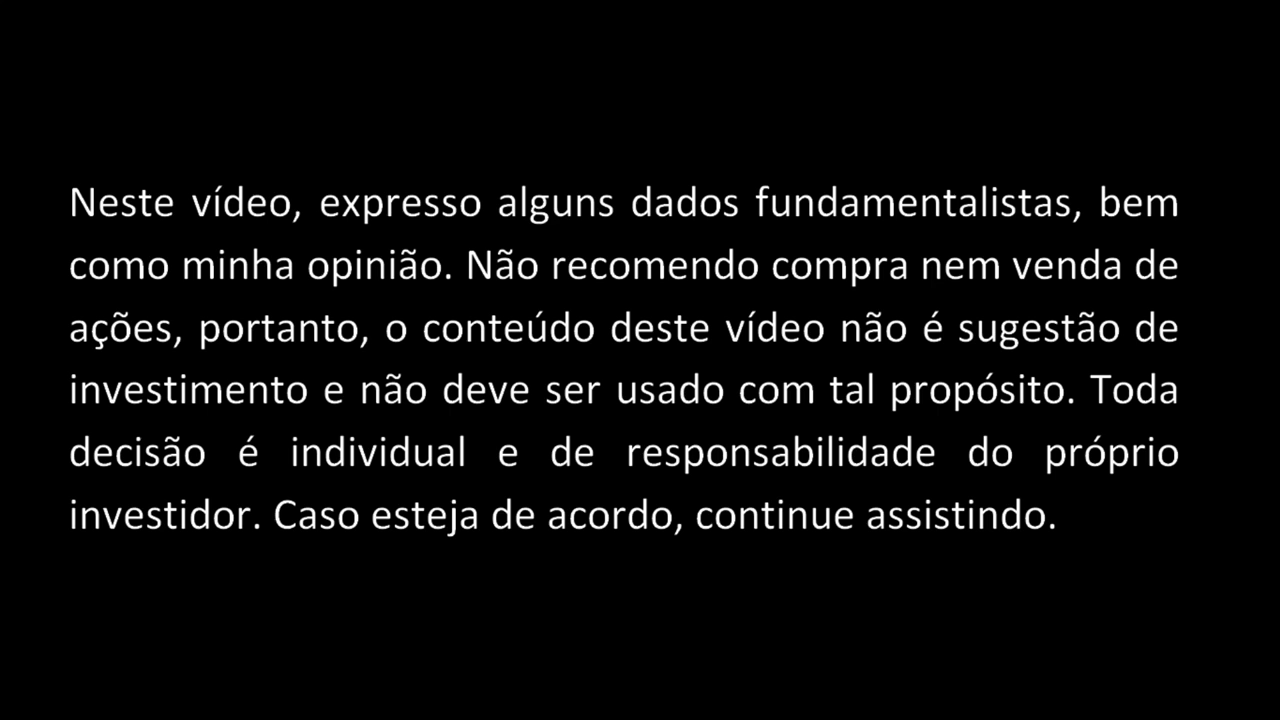 Neste vídeo, expresso alguns dados fundamentalistas, bem
como minha opinião. Não recomendo compra nem venda de
ações, portanto, o conteúdo deste vídeo não é sugestão de
investimento e não deve ser usado com tal propósito. Toda
decisão é individual e de responsabilidade do próprio
investidor. Caso esteja de acordo, continue assistindo.